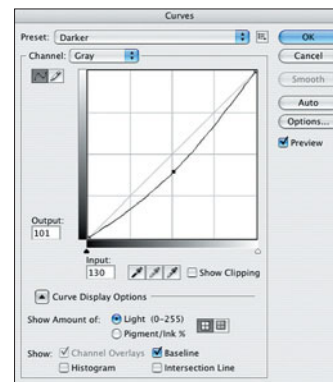 Curves
Preset: Darker
OK
Channel: Gray
Cancel
Smooth
Auto
Options...
Preview
Output:
101
Input:
130
Show Clipping
Curve Display Options
Show Amount of: Light (0-255)
Pigment/Ink %
Show: Channel Overlays Baseline
Histogram Intersection Line